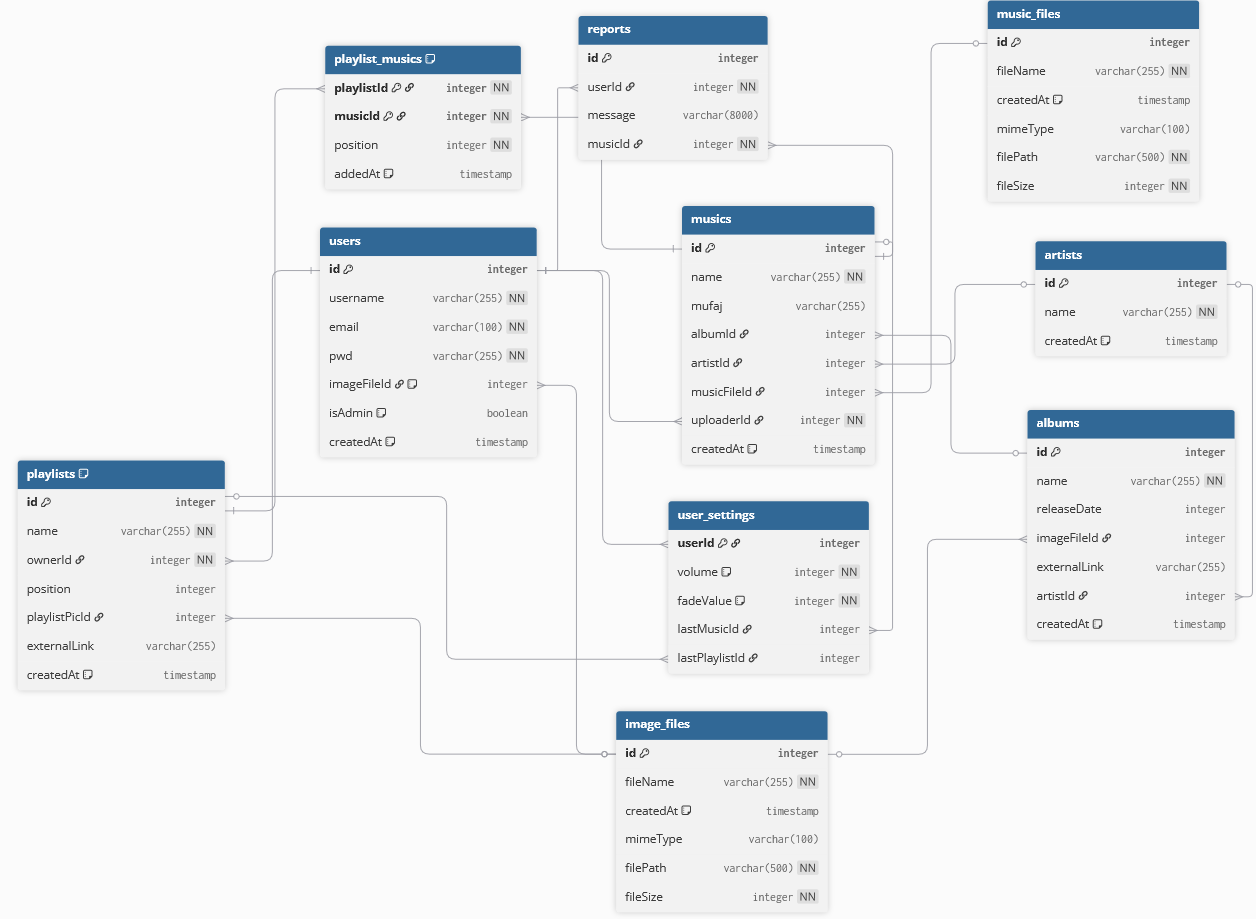 playlist_musics
playlistId integer NN
musicId integer NN
position integer NN
addedAt timestamp
reports
id integer
userId integer NN
message varchar(8000)
musicId integer NN
music_files
id integer
fileName varchar(255) NN
createdAt timestamp
mimeType varchar(100)
filePath varchar(500) NN
fileSize integer NN
users
id integer
username varchar(255) NN
email varchar(100) NN
pwd varchar(255) NN
imageFileId integer
isAdmin boolean
createdAt timestamp
musics
id integer
name varchar(255) NN
mufaj varchar(255)
albumId integer
artistId integer
musicFileId integer
uploaderId integer NN
createdAt timestamp
artists
id integer
name varchar(255) NN
createdAt timestamp
albums
id integer
name varchar(255) NN
releaseDate integer
imageFileId integer
externalLink varchar(255)
artistId integer
createdAt timestamp
playlists
id integer
name varchar(255) NN
ownerId integer NN
position integer
playlistPicId integer
externalLink varchar(255)
createdAt timestamp
user_settings
userId integer
volume integer NN
fadeValue integer NN
lastMusicId integer
lastPlaylistId integer
image_files
id integer
fileName varchar(255) NN
createdAt timestamp
mimeType varchar(100)
filePath varchar(500) NN
fileSize integer NN